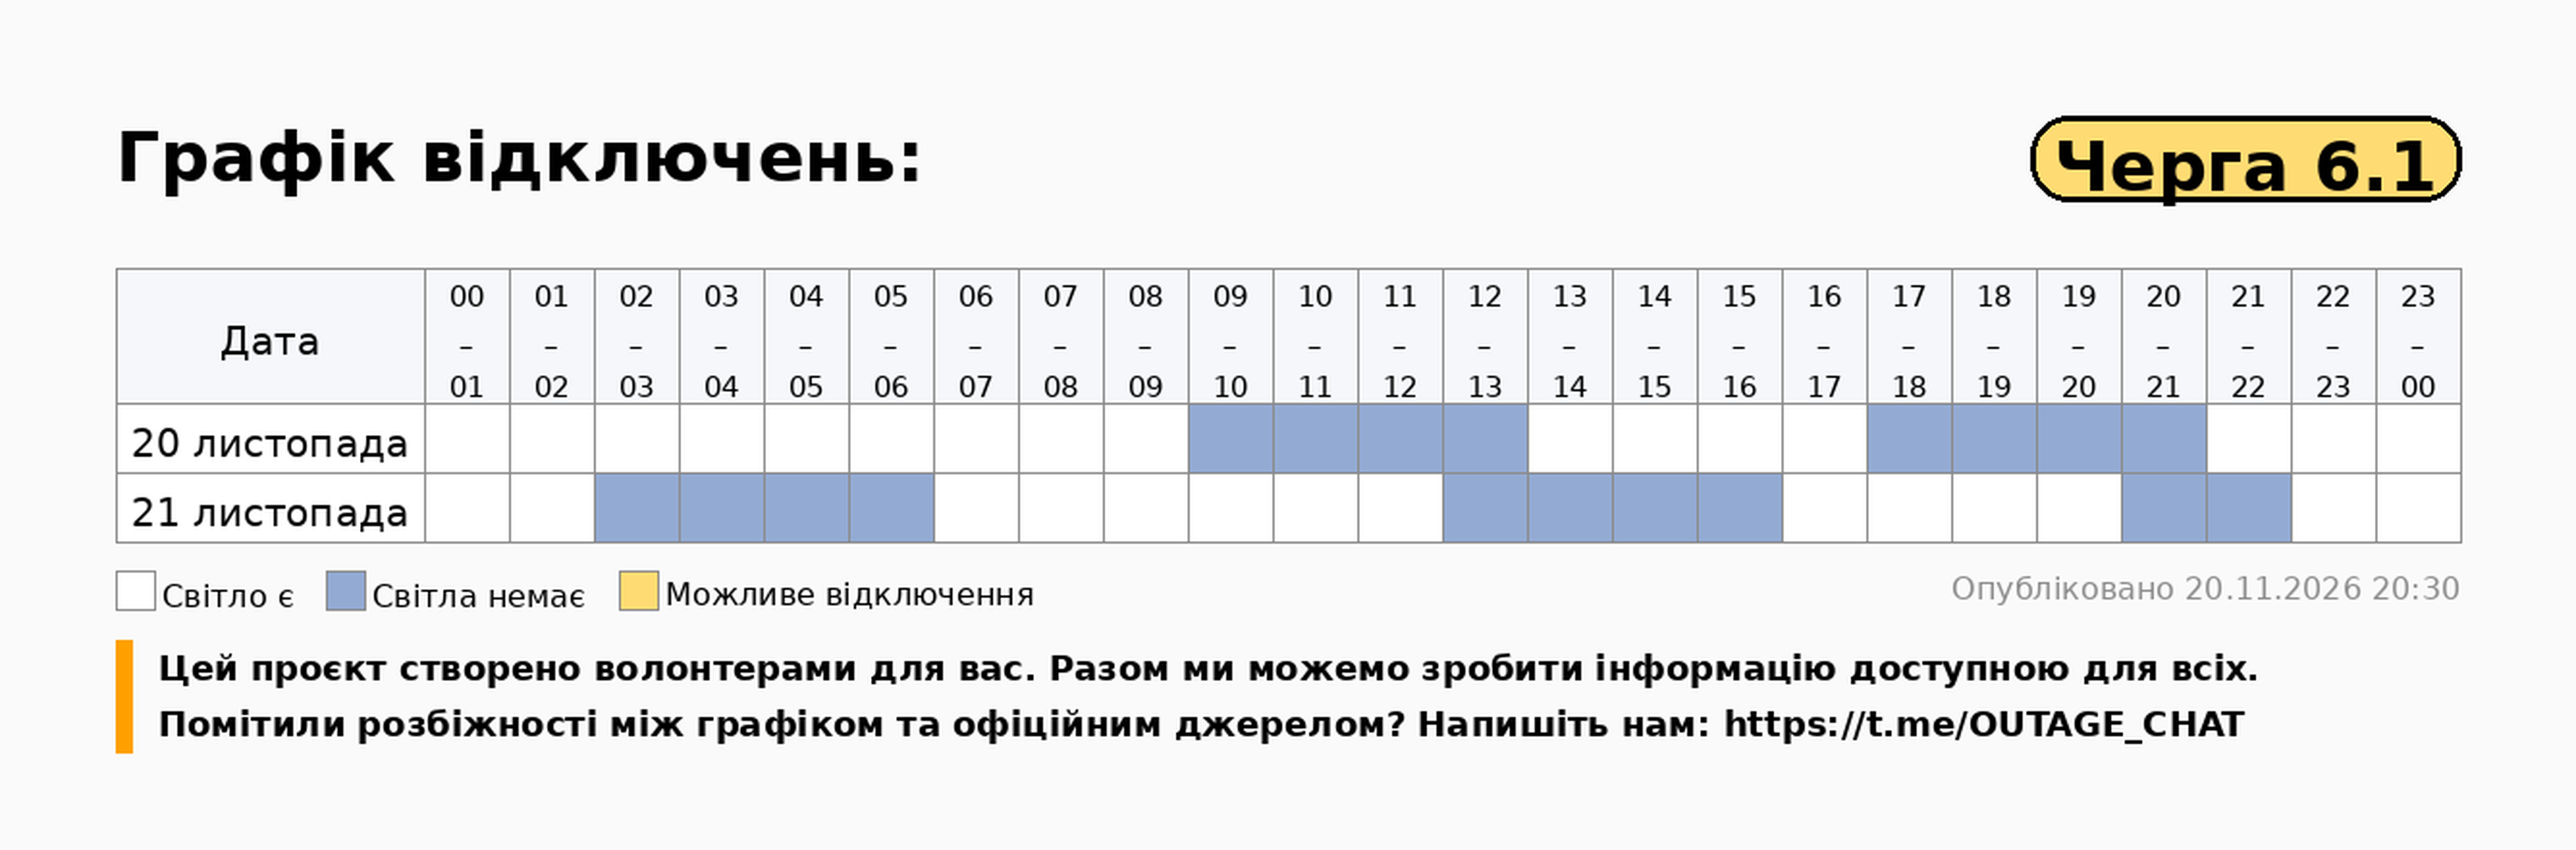 Графік відключень:
Черга 6.1
Дата
00 – 01
01 – 02
02 – 03
03 – 04
04 – 05
05 – 06
06 – 07
07 – 08
08 – 09
09 – 10
10 – 11
11 – 12
12 – 13
13 – 14
14 – 15
15 – 16
16 – 17
17 – 18
18 – 19
19 – 20
20 – 21
21 – 22
22 – 23
23 – 00
20 листопада
21 листопада
Світло є
Світла немає
Можливе відключення
Опубліковано 20.11.2026 20:30
Цей проєкт створено волонтерами для вас. Разом ми можемо зробити інформацію доступною для всіх.
Помітили розбіжності між графіком та офіційним джерелом? Напишіть нам: https://t.me/OUTAGE_CHAT